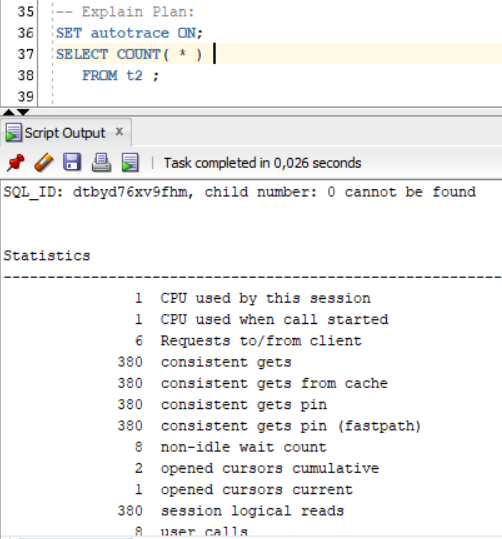 35 -- Explain Plan:
36 SET autotrace ON;
37 SELECT COUNT( * )
38 FROM t2 ;
39
Script Output x
Task completed in 0,026 seconds
SQL_ID: dtbyd76xv9fhm, child number: 0 cannot be found
Statistics
-----------------------------------------------------------
1 CPU used by this session
1 CPU used when call started
6 Requests to/from client
380 consistent gets
380 consistent gets from cache
380 consistent gets pin
380 consistent gets pin (fastpath)
8 non-idle wait count
2 opened cursors cumulative
1 opened cursors current
380 session logical reads
8 user calls